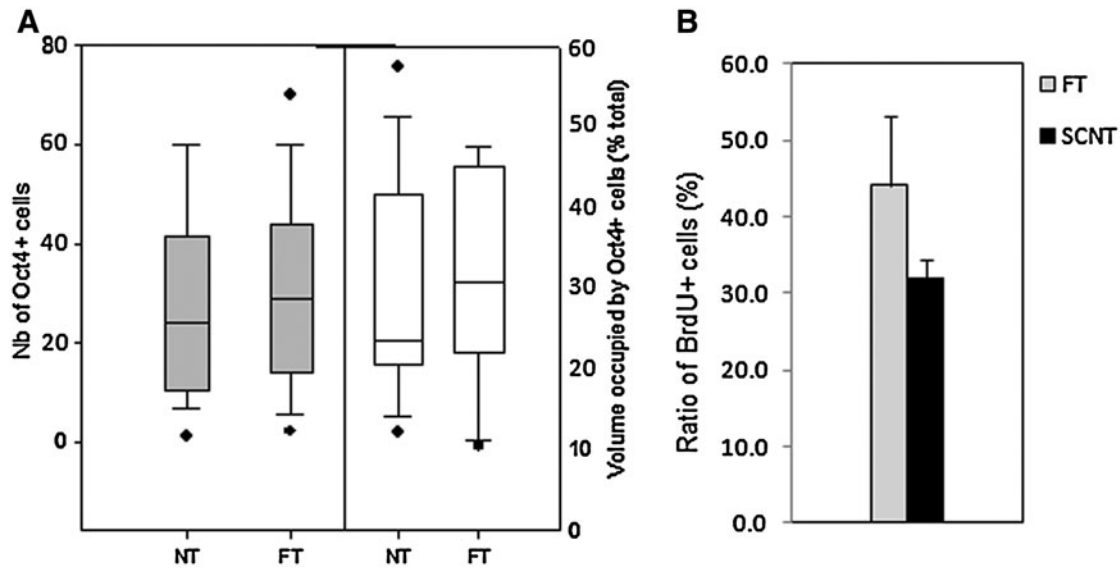 A
Nb of Oct4+ cells
80
60
40
20
0
NT
FT
NT
FT
60
50
40
30
20
10
0
Volume occupied by Oct4+ cells (% total)
B
Ratio of BrdU+ cells (%)
60.0
50.0
40.0
30.0
20.0
10.0
0.0
FT
SCNT